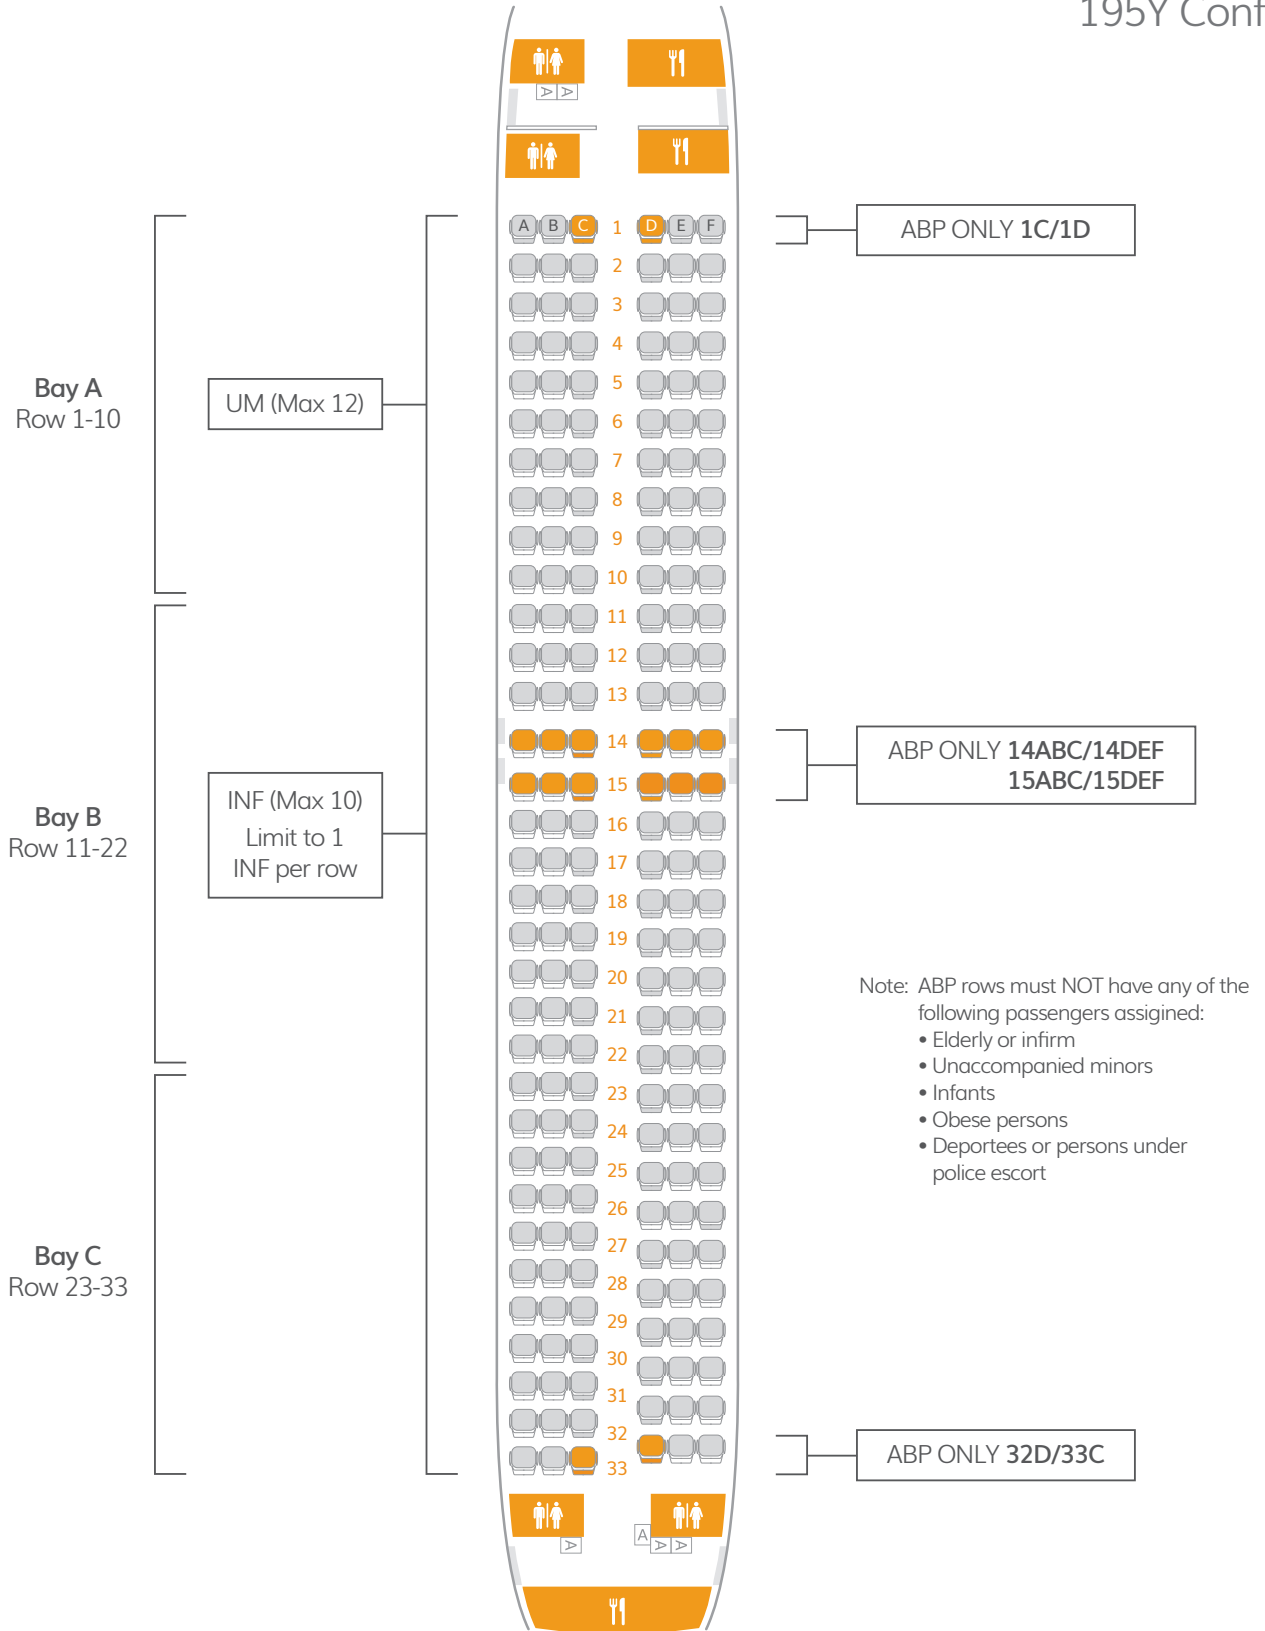 195Y Conf
A A
A B C 1 D E F
ABP ONLY 1C/1D
2
3
4
5
Bay A
Row 1-10
UM (Max 12)
6
7
8
9
10
11
12
13
14
ABP ONLY 14ABC/14DEF
15ABC/15DEF
15
Bay B
Row 11-22
INF (Max 10)
Limit to 1
INF per row
16
17
18
19
20
21
22
Note: ABP rows must NOT have any of the
following passengers assigined:
• Elderly or infirm
• Unaccompanied minors
• Infants
• Obese persons
• Deportees or persons under
police escort
23
24
25
26
Bay C
Row 23-33
27
28
29
30
31
32
33
ABP ONLY 32D/33C
A
A A A